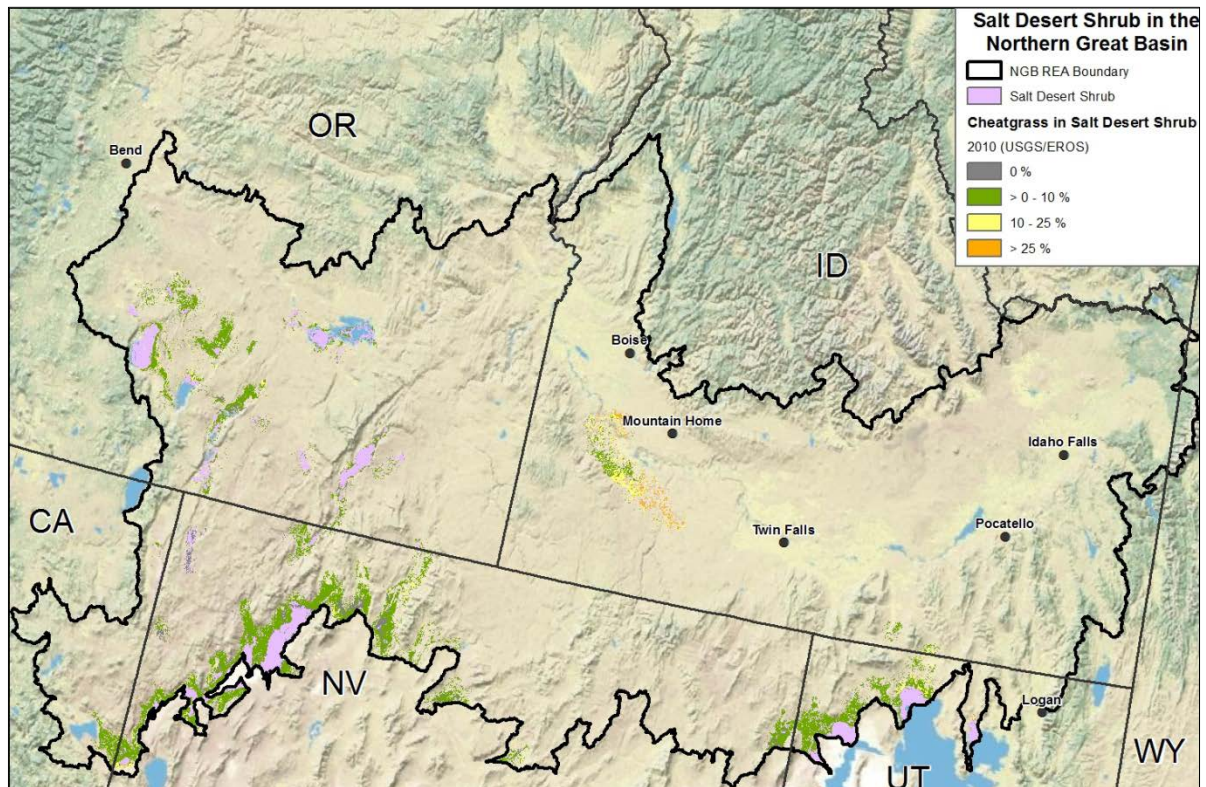 Salt Desert Shrub in the
Northern Great Basin
NGB REA Boundary
Salt Desert Shrub
Cheatgrass in Salt Desert Shrub
2010 (USGS/EROS)
0 %
> 0 - 10 %
10 - 25 %
> 25 %
OR
Bend
ID
Boise
Mountain Home
Idaho Falls
CA
Twin Falls
Pocatello
NV
Logan
WY
UT